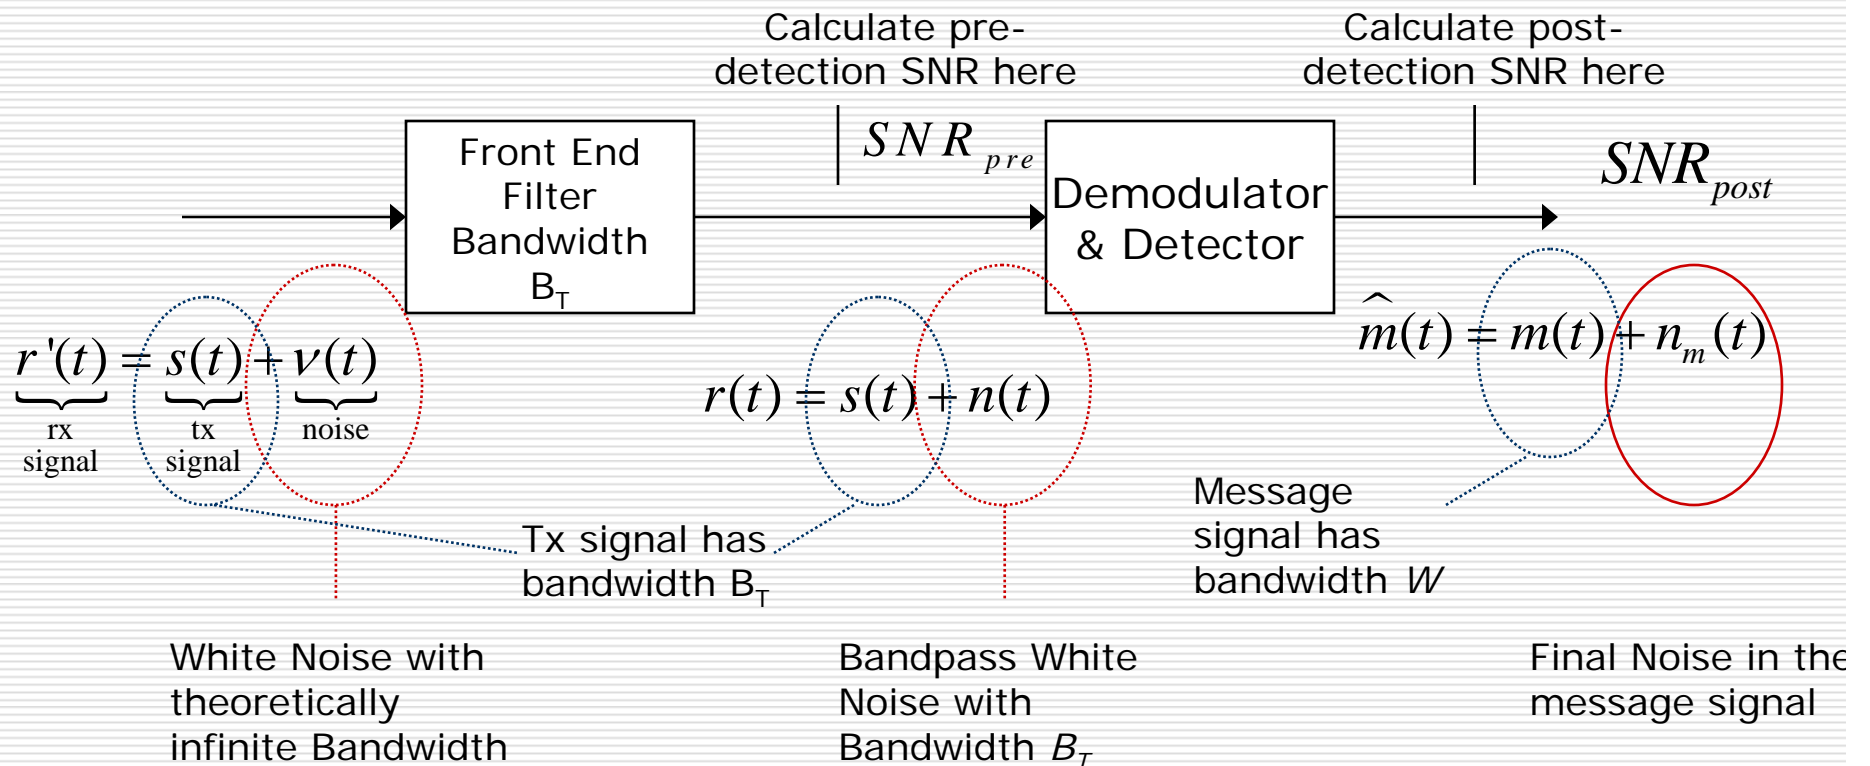 Calculate pre-
detection SNR here
Calculate post-
detection SNR here
Front End
Filter
Bandwidth
B_T
SNR_pre
Demodulator
& Detector
SNR_post
r'(t) = s(t) + ν(t)
rx
signal
tx
signal
noise
r(t) = s(t) + n(t)
m̂(t) = m(t) + n_m(t)
Tx signal has
bandwidth B_T
Message
signal has
bandwidth W
White Noise with
theoretically
infinite Bandwidth
Bandpass White
Noise with
Bandwidth B_T
Final Noise in the
message signal